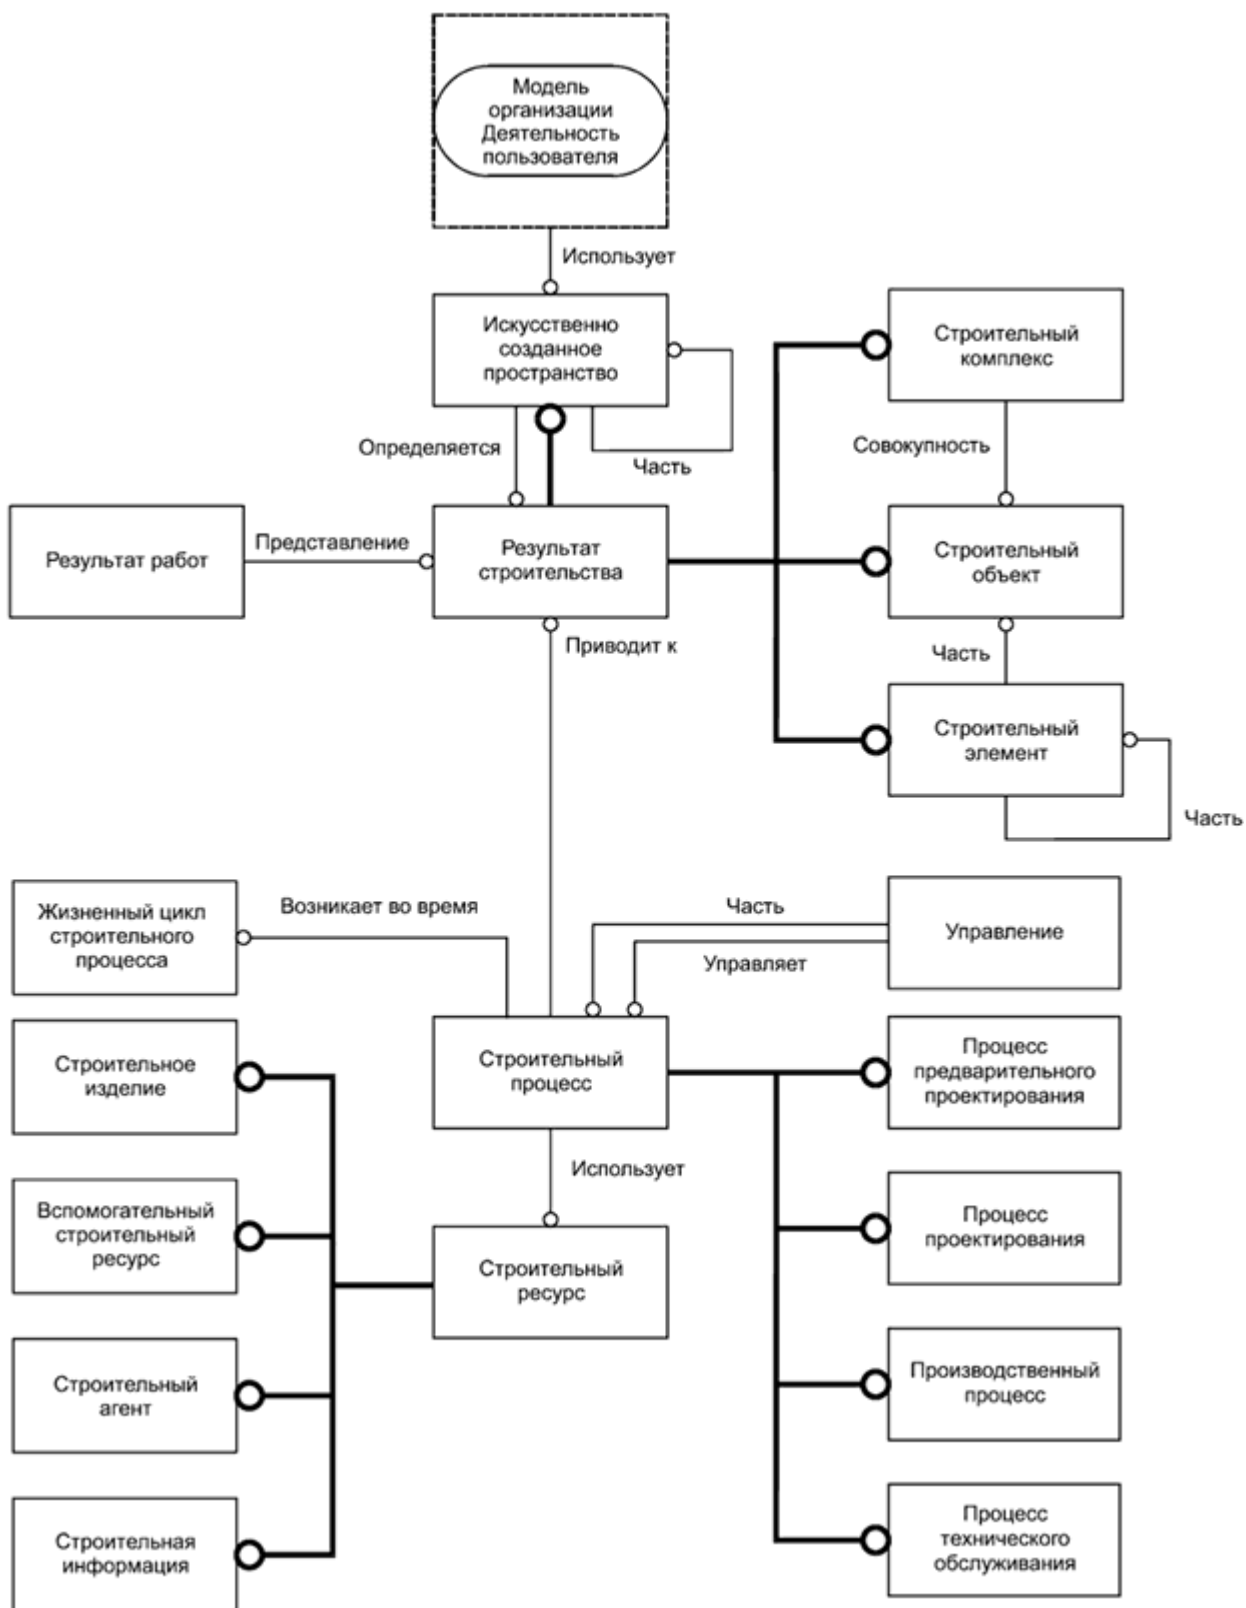 Модель
организации
Деятельность
пользователя
Использует
Искусственно
созданное
пространство
Строительный
комплекс
Определяется
Часть
Совокупность
Результат работ
Представление
Результат
строительства
Строительный
объект
Приводит к
Часть
Строительный
элемент
Часть
Жизненный цикл
строительного
процесса
Возникает во время
Часть
Управляет
Управление
Строительное
изделие
Строительный
процесс
Процесс
предварительного
проектирования
Использует
Вспомогательный
строительный
ресурс
Строительный
ресурс
Процесс
проектирования
Строительный
агент
Производственный
процесс
Строительная
информация
Процесс
технического
обслуживания